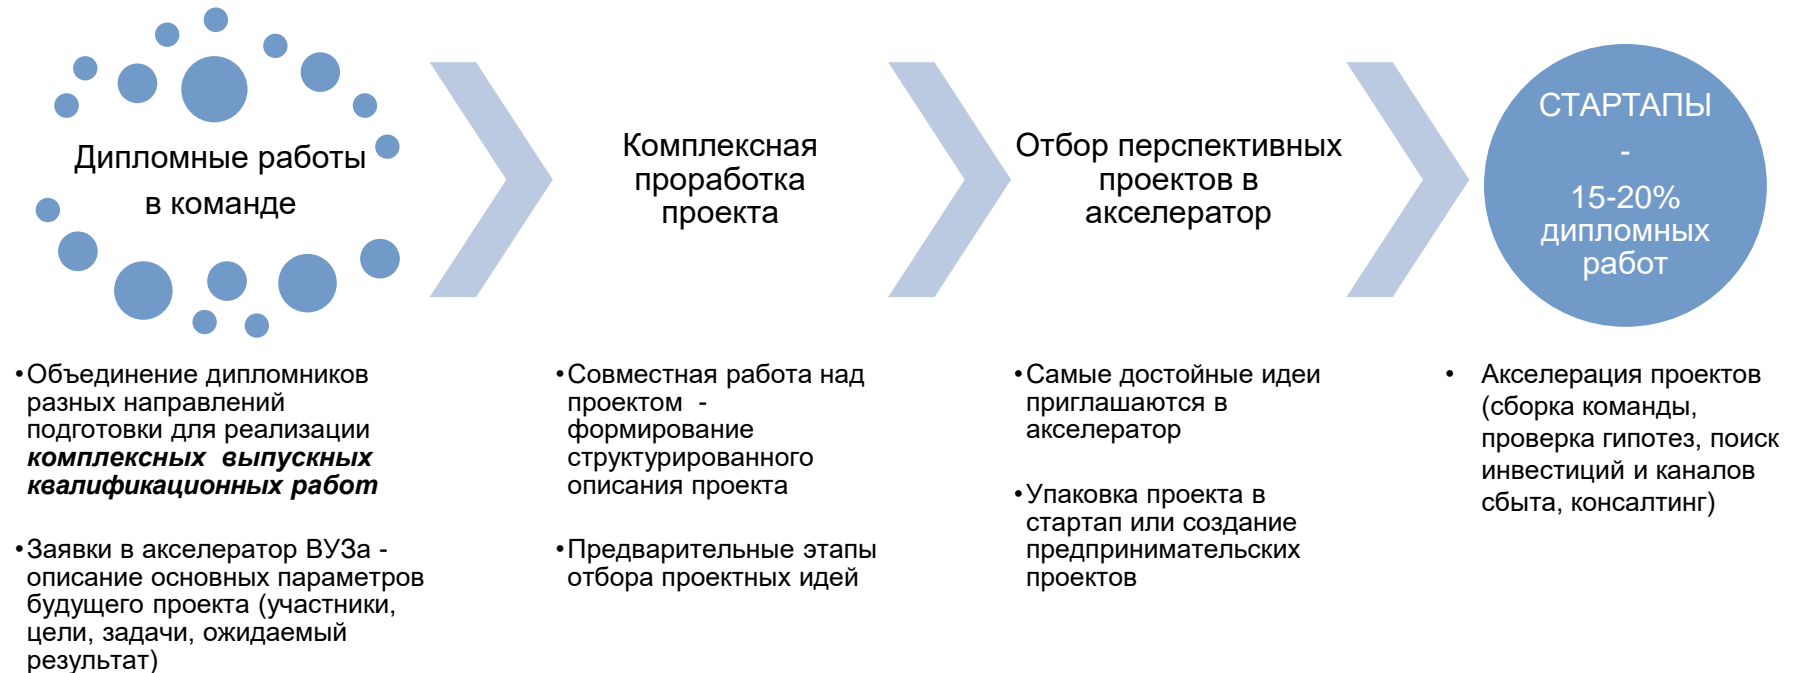 Дипломные работы
в команде
Комплексная
проработка
проекта
Отбор перспективных
проектов в
акселератор
СТАРТАПЫ
-
15-20%
дипломных
работ
•Объединение дипломников
разных направлений
подготовки для реализации
комплексных выпускных
квалификационных работ
•Заявки в акселератор ВУЗа -
описание основных параметров
будущего проекта (участники,
цели, задачи, ожидаемый
результат)
•Совместная работа над
проектом -
формирование
структурированного
описания проекта
•Предварительные этапы
отбора проектных идей
•Самые достойные идеи
приглашаются в
акселератор
•Упаковка проекта в
стартап или создание
предпринимательских
проектов
• Акселерация проектов
(сборка команды,
проверка гипотез, поиск
инвестиций и каналов
сбыта, консалтинг)